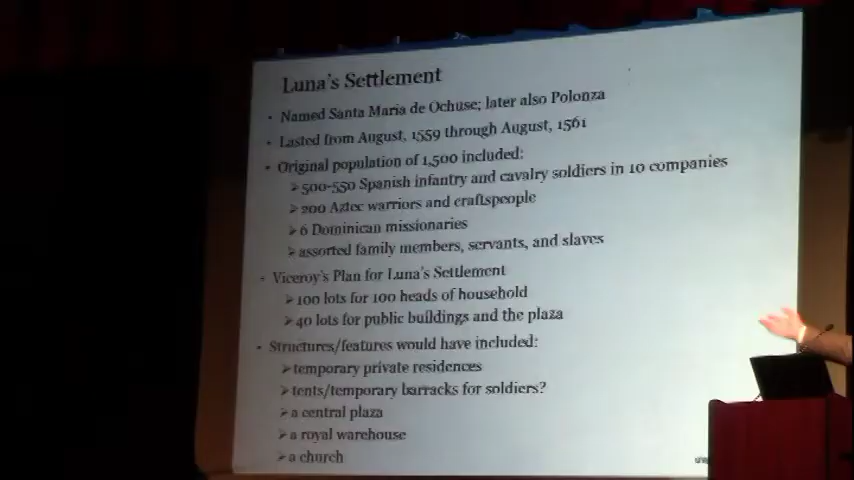 Luna's Settlement
• Named Santa Maria de Ochuse; later also Polonza
• Lasted from August, 1559 through August, 1561
• Original population of 1,500 included:
➢ 500-550 Spanish infantry and cavalry soldiers in 10 companies
➢ 200 Aztec warriors and craftspeople
➢ 6 Dominican missionaries
➢ assorted family members, servants, and slaves
• Viceroy's Plan for Luna's Settlement
➢ 100 lots for 100 heads of household
➢ 40 lots for public buildings and the plaza
• Structures/features would have included:
➢ temporary private residences
➢ tents/temporary barracks for soldiers?
➢ a central plaza
➢ a royal warehouse
➢ a church